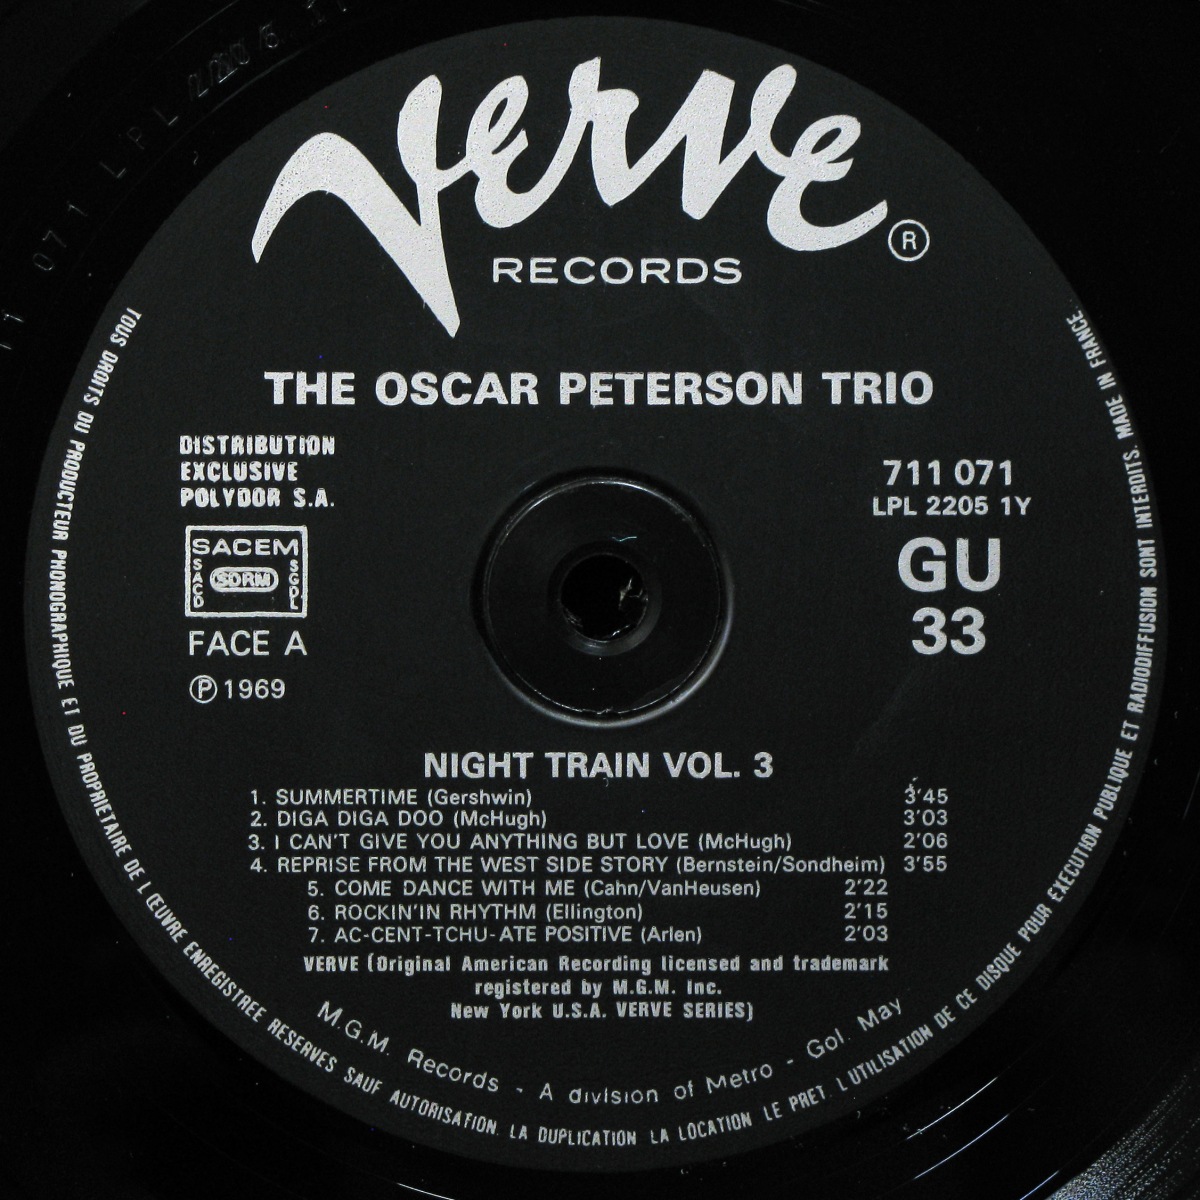 Verve
RECORDS
®
THE OSCAR PETERSON TRIO
DISTRIBUTION
EXCLUSIVE
POLYDOR S.A.
SACEM
SACD
SDRM
SGDL
FACE A
℗ 1969
711 071
LPL 2205 1Y
GU
33
NIGHT TRAIN VOL. 3
1. SUMMERTIME (Gershwin) 3'45
2. DIGA DIGA DOO (McHugh) 3'03
3. I CAN'T GIVE YOU ANYTHING BUT LOVE (McHugh) 2'06
4. REPRISE FROM THE WEST SIDE STORY (Bernstein/Sondheim) 3'55
5. COME DANCE WITH ME (Cahn/VanHeusen) 2'22
6. ROCKIN'IN RHYTHM (Ellington) 2'15
7. AC-CENT-TCHU-ATE POSITIVE (Arlen) 2'03
VERVE (Original American Recording licensed and trademark
registered by M.G.M. Inc.
New York U.S.A. VERVE SERIES)
M.G.M. Records - A division of Metro - Gol. May
TOUS DROITS DU PRODUCTEUR PHONOGRAPHIQUE ET DU PROPRIETAIRE DE L'ŒUVRE ENREGISTREE RESERVES SAUF AUTORISATION. LA DUPLICATION LA LOCATION LE PRET. L'UTILISATION DE CE DISQUE POUR EXECUTION PUBLIQUE ET RADIODIFFUSION SONT INTERDITS. MADE IN FRANCE
071 LPL